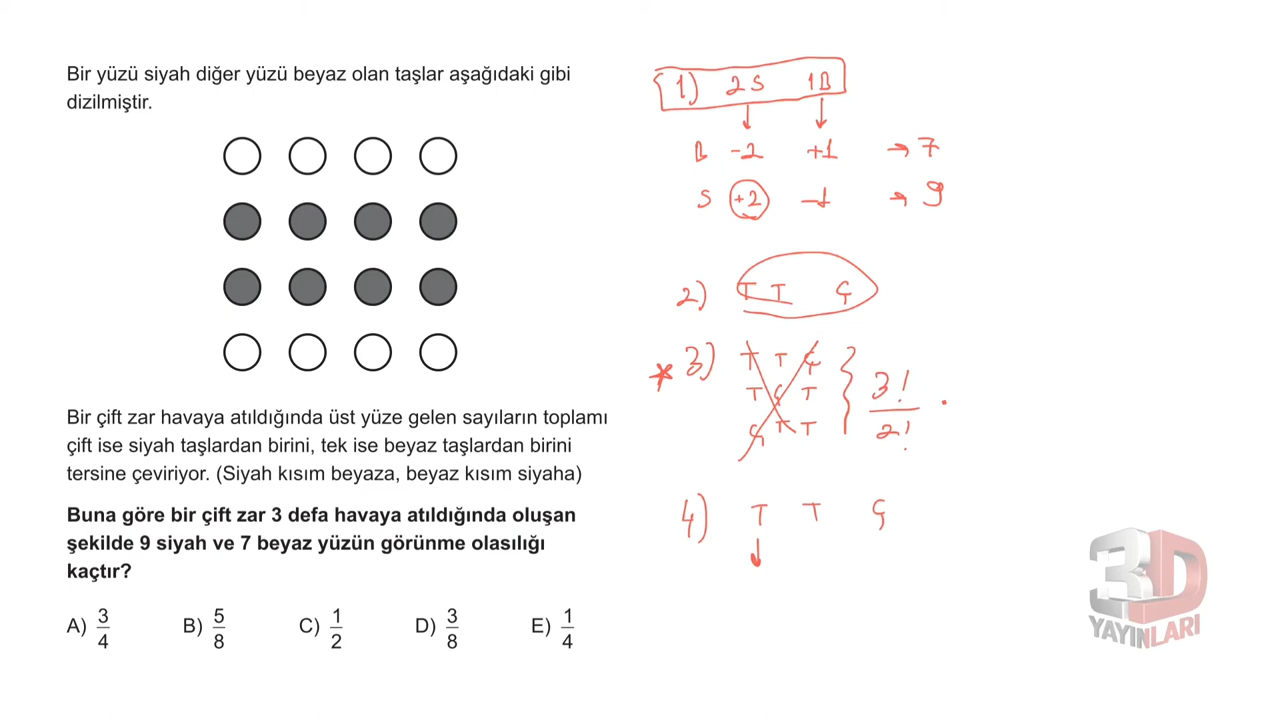 Bir yüzü siyah diğer yüzü beyaz olan taşlar aşağıdaki gibi
dizilmiştir.
Bir çift zar havaya atıldığında üst yüze gelen sayıların toplamı
çift ise siyah taşlardan birini, tek ise beyaz taşlardan birini
tersine çeviriyor. (Siyah kısım beyaza, beyaz kısım siyaha)
Buna göre bir çift zar 3 defa havaya atıldığında oluşan
şekilde 9 siyah ve 7 beyaz yüzün görünme olasılığı
kaçtır?
A) 3/4 B) 5/8 C) 1/2 D) 3/8 E) 1/4
1) 2S 1B
B -2 +1 → 7
S +2 -1 → 9
2) T T Ç
* 3) T T Ç
T Ç T
Ç T T
3!/2! .
4) T T Ç
3D
YAYINLARI